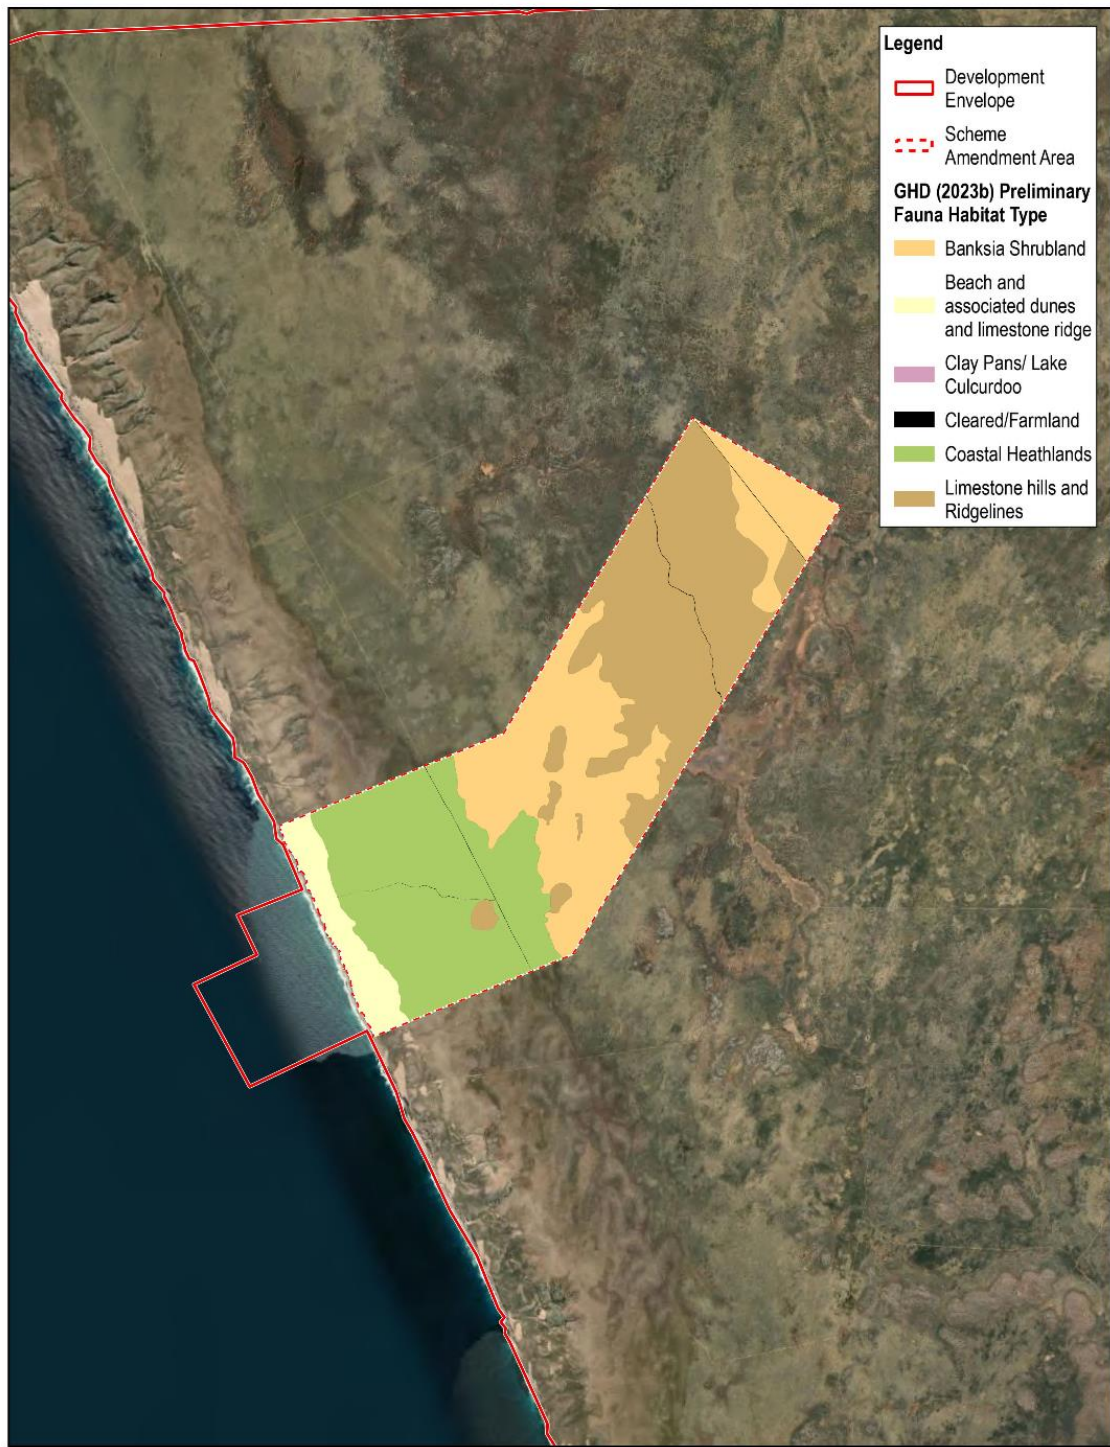 Legend
Development
Envelope
Scheme
Amendment Area
GHD (2023b) Preliminary
Fauna Habitat Type
Banksia Shrubland
Beach and
associated dunes
and limestone ridge
Clay Pans/ Lake
Culcurdoo
Cleared/Farmland
Coastal Heathlands
Limestone hills and
Ridgelines